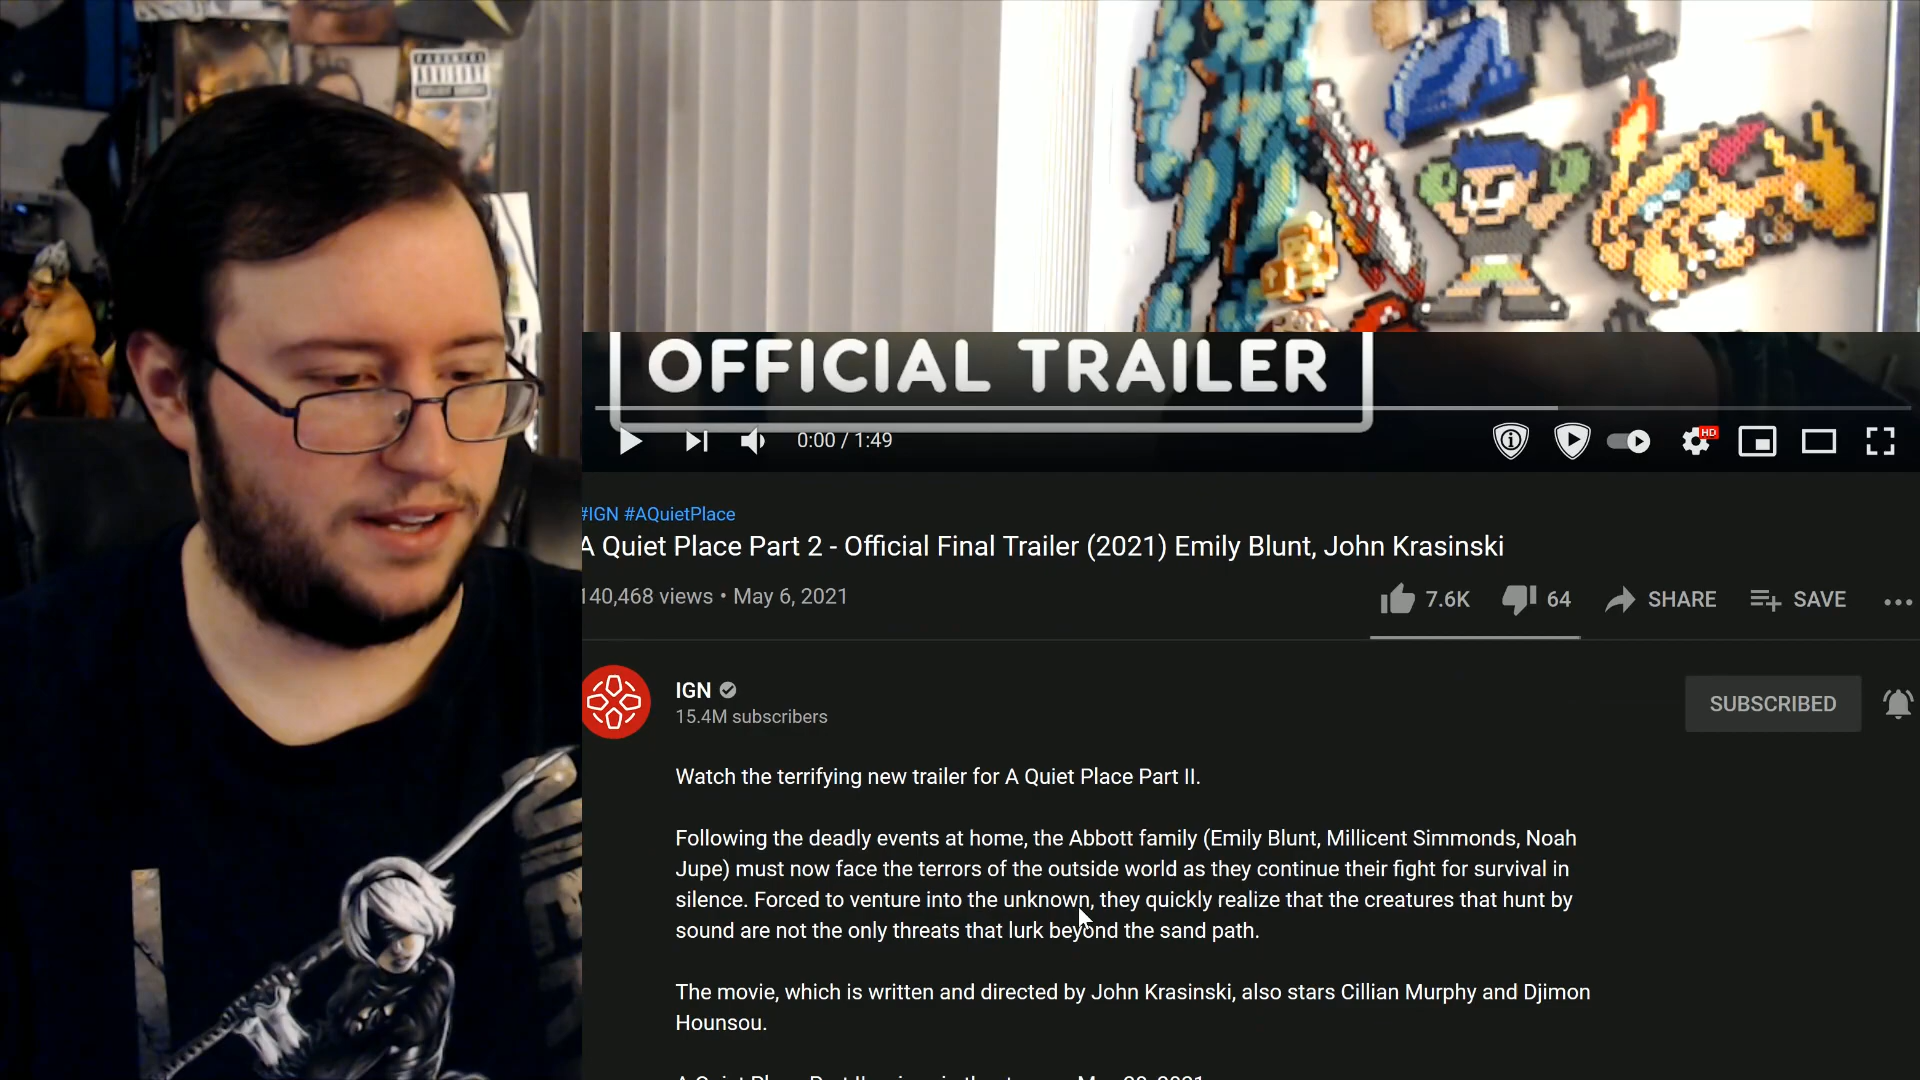 PARENTAL
ADVISORY
EXPLICIT CONTENT
OFFICIAL TRAILER
0:00 / 1:49
HD
#IGN #AQuietPlace
A Quiet Place Part 2 - Official Final Trailer (2021) Emily Blunt, John Krasinski
140,468 views • May 6, 2021
7.6K
64
SHARE
SAVE
IGN
15.4M subscribers
SUBSCRIBED
Watch the terrifying new trailer for A Quiet Place Part II.
Following the deadly events at home, the Abbott family (Emily Blunt, Millicent Simmonds, Noah
Jupe) must now face the terrors of the outside world as they continue their fight for survival in
silence. Forced to venture into the unknown, they quickly realize that the creatures that hunt by
sound are not the only threats that lurk beyond the sand path.
The movie, which is written and directed by John Krasinski, also stars Cillian Murphy and Djimon
Hounsou.